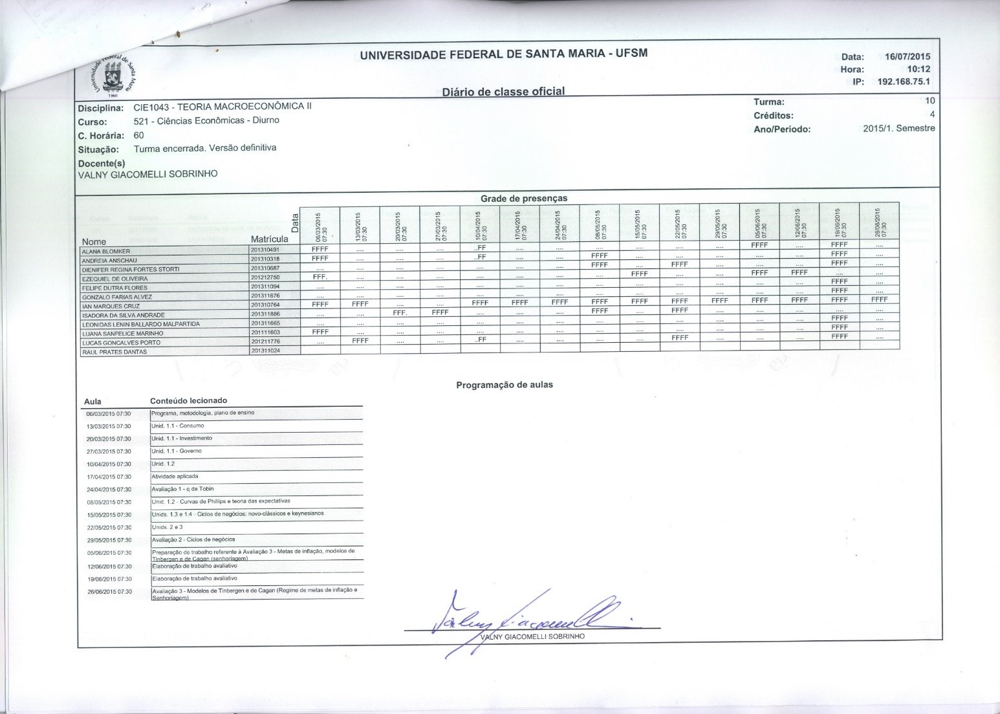 UNIVERSIDADE FEDERAL DE SANTA MARIA - UFSM
Data: 16/07/2015
Hora: 10:12
IP: 192.168.75.1
Universidade Federal de Santa Maria
1960
Diário de classe oficial
Disciplina: CIE1043 - TEORIA MACROECONÔMICA II
Curso: 521 - Ciências Econômicas - Diurno
C. Horária: 60
Situação: Turma encerrada. Versão definitiva
Docente(s)
VALNY GIACOMELLI SOBRINHO
Turma: 10
Créditos: 4
Ano/Período: 2015/1. Semestre
Grade de presenças
Nome Matrícula Data 06/03/2015 07:30 13/03/2015 07:30 20/03/2015 07:30 27/03/2015 07:30 10/04/2015 07:30 17/04/2015 07:30 24/04/2015 07:30 08/05/2015 07:30 15/05/2015 07:30 22/05/2015 07:30 29/05/2015 07:30 05/06/2015 07:30 12/06/2015 07:30 19/06/2015 07:30 26/06/2015 07:30
ALANA BLOMKER 201310491 FFFF .... .... .... ..FF .... .... .... .... .... .... FFFF .... FFFF ....
ANDREIA ANSCHAU 201310318 FFFF .... .... .... ..FF .... .... FFFF .... .... .... .... .... FFFF ....
DIENIFER REGINA FORTES STORTI 201310687 .... .... .... .... .... .... .... FFFF .... FFFF .... .... .... FFFF ....
EZEQUIEL DE OLIVEIRA 201212750 FFF. .... .... .... .... .... .... .... FFFF .... .... FFFF FFFF .... ....
FELIPE DUTRA FLORES 201311094 .... .... .... .... .... .... .... .... .... .... .... .... .... FFFF ....
GONZALO FARIAS ALVEZ 201311676 .... .... .... .... .... .... .... .... .... .... .... .... .... FFFF ....
IAN MARQUES CRUZ 201310764 FFFF FFFF .... .... FFFF FFFF FFFF FFFF FFFF FFFF FFFF FFFF FFFF FFFF FFFF
ISADORA DA SILVA ANDRADE 201311886 .... .... FFF. FFFF .... .... .... FFFF .... FFFF .... .... .... .... ....
LEONIDAS LENIN BALLARDO MALPARTIDA 201311665 .... .... .... .... .... .... .... .... .... .... .... .... .... FFFF ....
LUANA SANFELICE MARINHO 201111603 FFFF .... .... .... .... .... .... .... .... .... .... .... .... FFFF ....
LUCAS GONCALVES PORTO 201211776 .... FFFF .... .... ..FF .... .... .... .... FFFF .... .... .... FFFF ....
RAUL PRATES DANTAS 201311024
Programação de aulas
Aula Conteúdo lecionado
06/03/2015 07:30 Programa, metodologia, plano de ensino
13/03/2015 07:30 Unid. 1.1 - Consumo
20/03/2015 07:30 Unid. 1.1 - Investimento
27/03/2015 07:30 Unid. 1.1 - Governo
10/04/2015 07:30 Unid. 1.2
17/04/2015 07:30 Atividade aplicada
24/04/2015 07:30 Avaliação 1 - q de Tobin
08/05/2015 07:30 Unid. 1.2 - Curvas de Phillips e teoria das expectativas
15/05/2015 07:30 Unids. 1.3 e 1.4 - Ciclos de negócios: novo-clássicos e keynesianos
22/05/2015 07:30 Unids. 2 e 3
29/05/2015 07:30 Avaliação 2 - Ciclos de negócios
05/06/2015 07:30 Preparação de trabalho referente à Avaliação 3 - Metas de inflação, modelos de
Tinbergen e de Cagan (senhoriagem)
12/06/2015 07:30 Elaboração de trabalho avaliativo
19/06/2015 07:30 Elaboração de trabalho avaliativo
26/06/2015 07:30 Avaliação 3 - Modelos de Tinbergen e de Cagan (Regime de metas de inflação e
Senhoriagem)
Valny Giacomelli
VALNY GIACOMELLI SOBRINHO